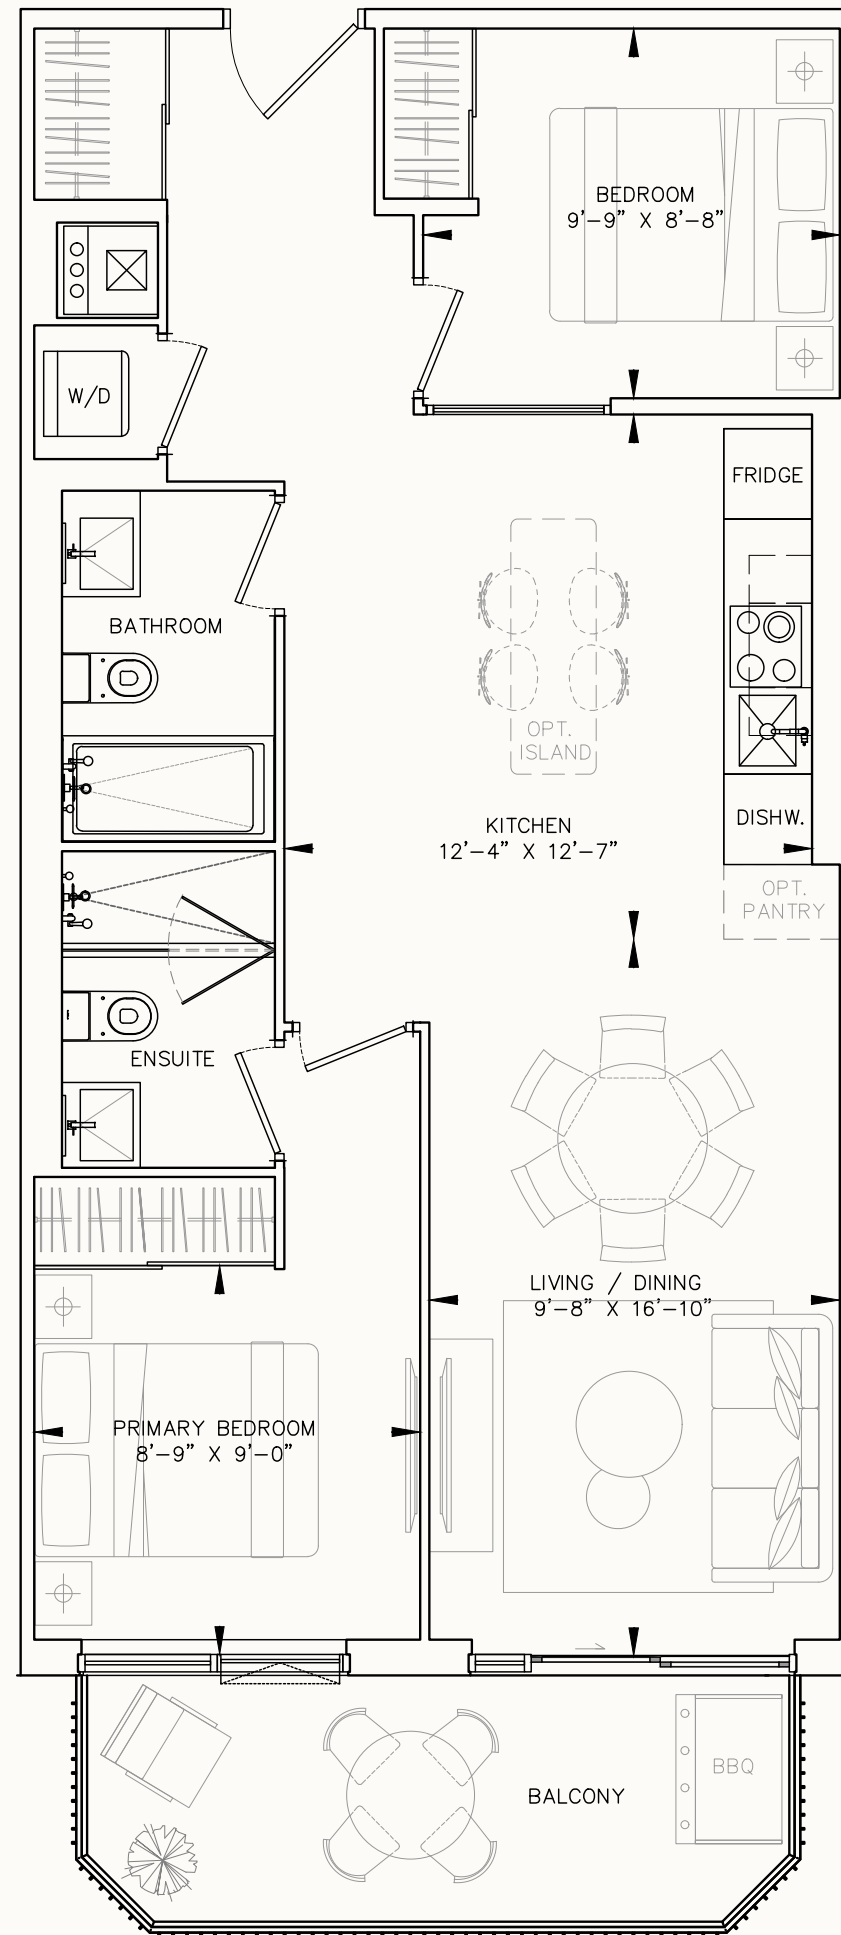 BEDROOM
9'-9" X 8'-8"
W/D
FRIDGE
BATHROOM
OPT.
ISLAND
KITCHEN
12'-4" X 12'-7"
DISHW.
OPT.
PANTRY
ENSUITE
LIVING / DINING
9'-8" X 16'-10"
PRIMARY BEDROOM
8'-9" X 9'-0"
BBQ
BALCONY